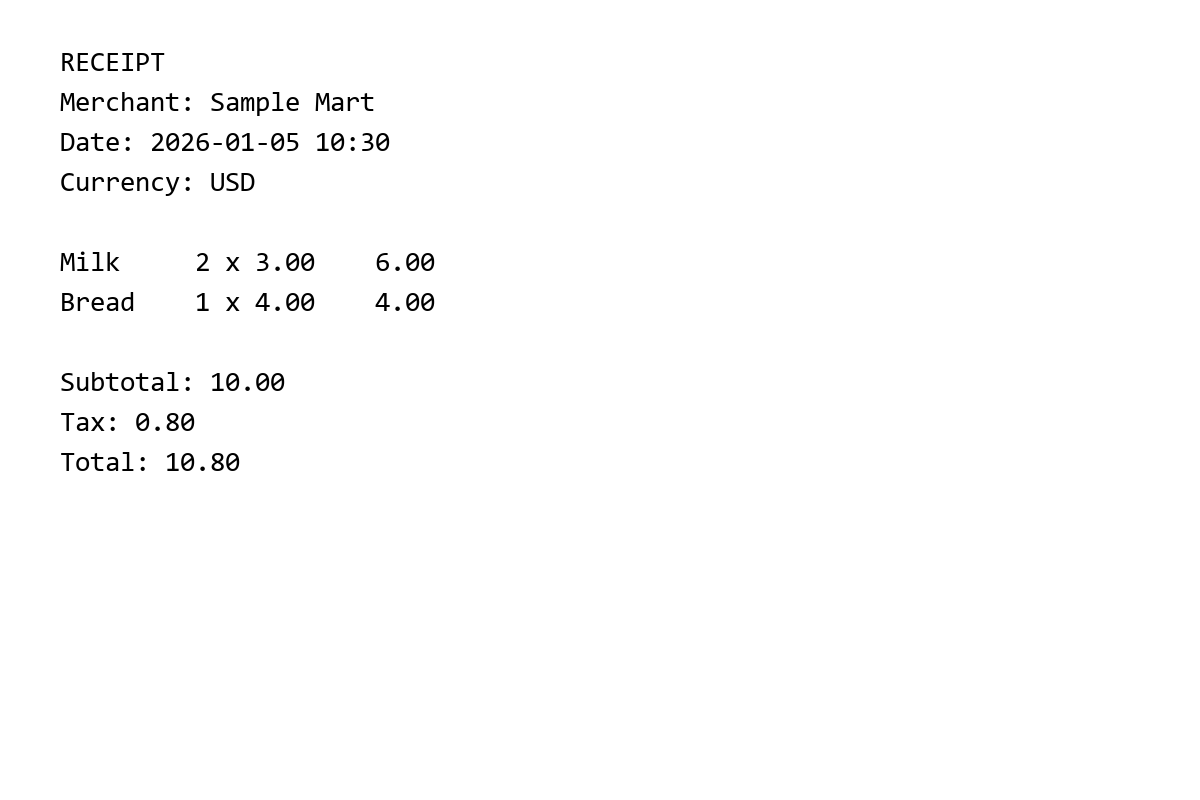 RECEIPT
Merchant: Sample Mart
Date: 2026-01-05 10:30
Currency: USD
Milk     2 x 3.00    6.00
Bread    1 x 4.00    4.00
Subtotal: 10.00
Tax: 0.80
Total: 10.80